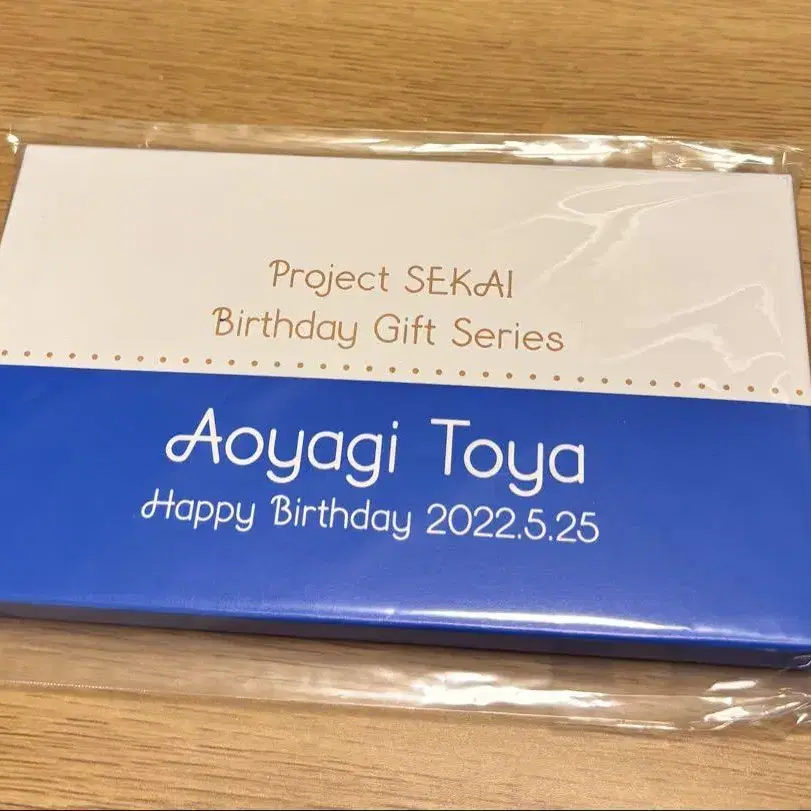 Project SEKAI
Birthday Gift Series
Aoyagi Toya
Happy Birthday 2022.5.25